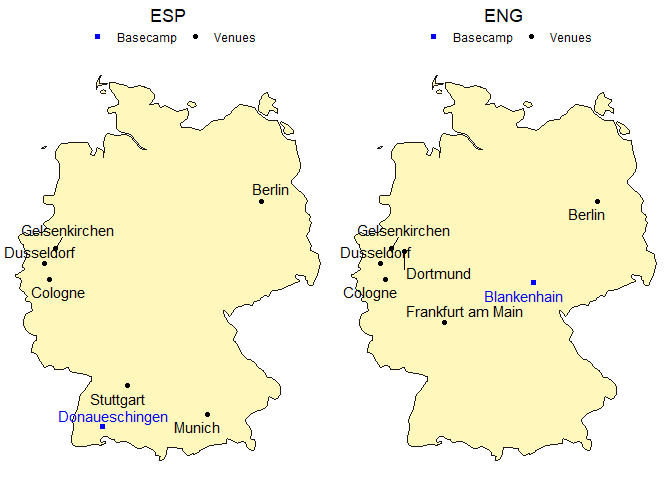 ESP
Basecamp
Venues
Berlin
Gelsenkirchen
Dusseldorf
Cologne
Stuttgart
Donaueschingen
Munich
ENG
Basecamp
Venues
Berlin
Gelsenkirchen
Dusseldorf
Dortmund
Cologne
Blankenhain
Frankfurt am Main